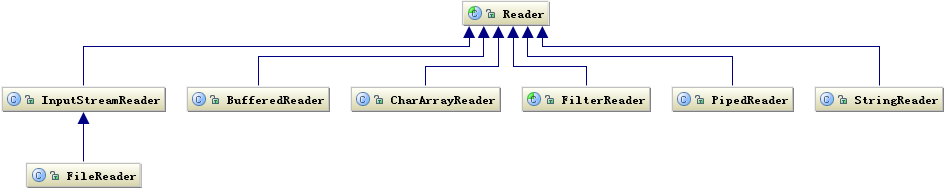 Reader
InputStreamReader BufferedReader CharArrayReader FilterReader PipedReader StringReader
FileReader